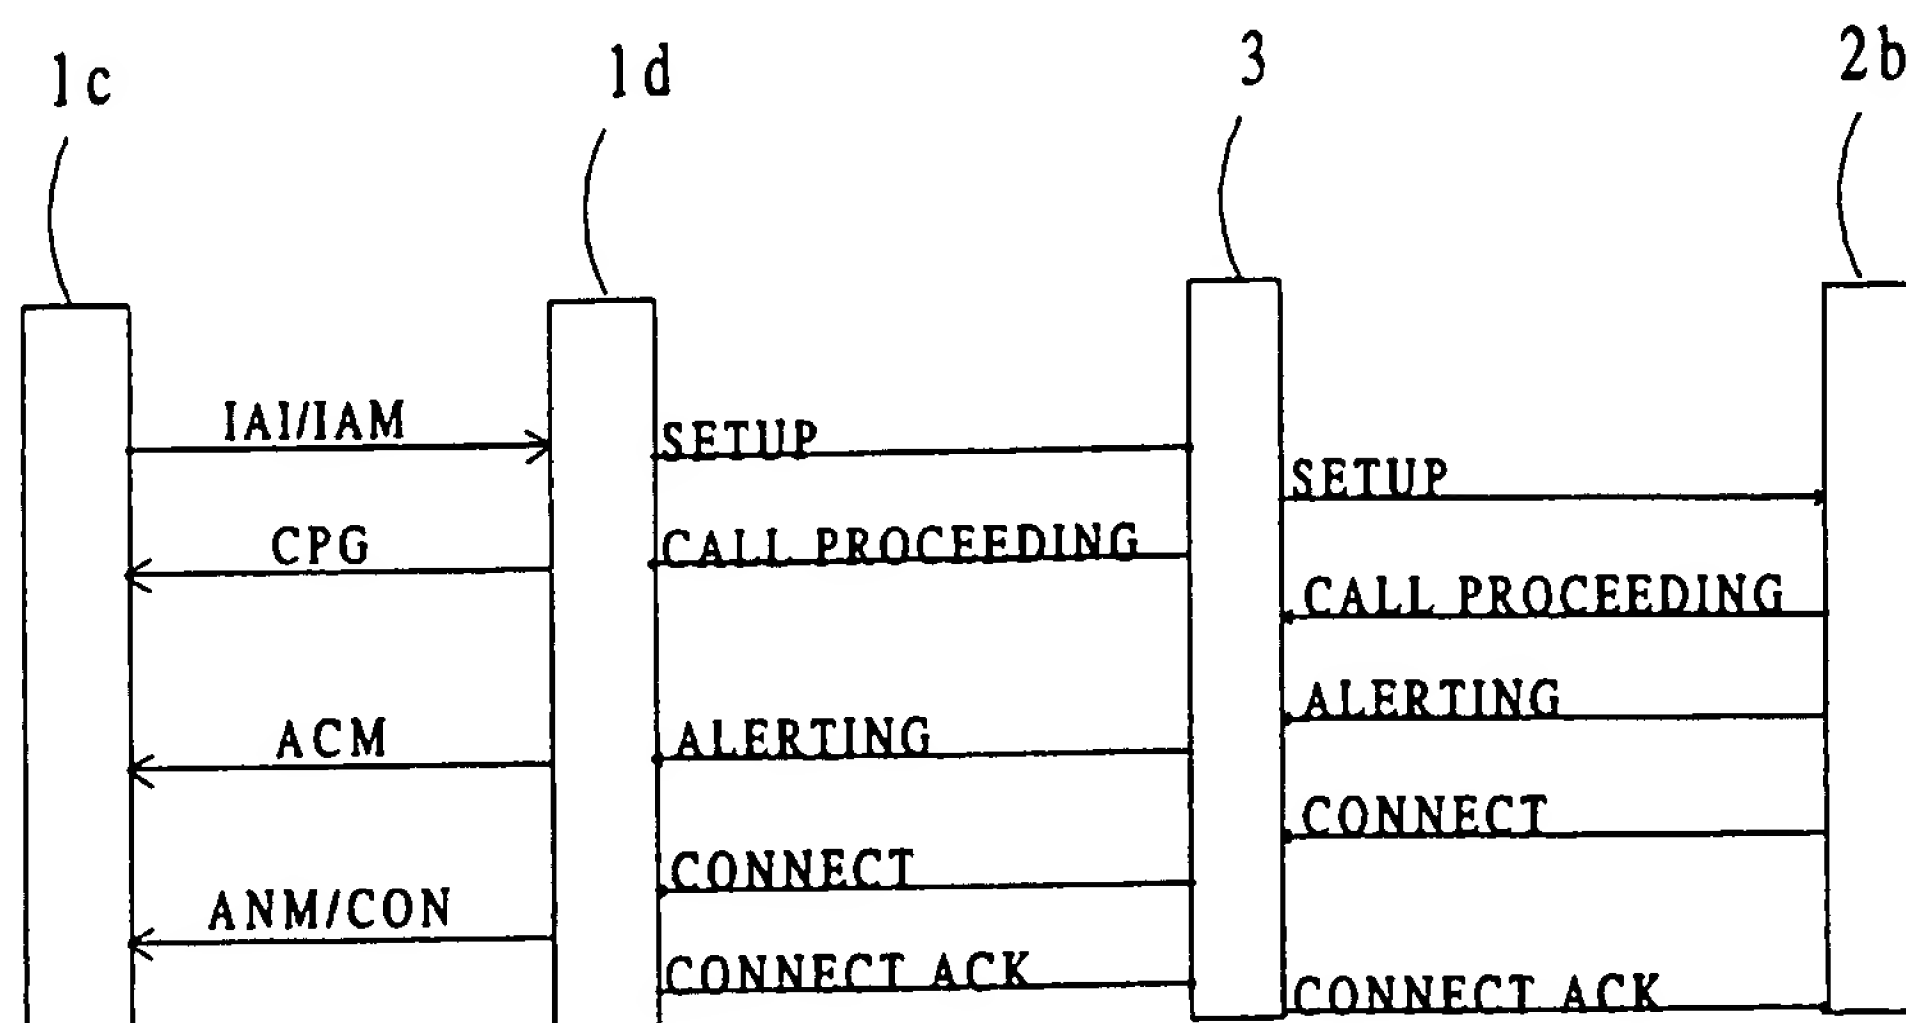 1c
1d
3
2b
IAI/IAM
SETUP
SETUP
CPG
CALL PROCEEDING
CALL PROCEEDING
ALERTING
ACM
ALERTING
CONNECT
CONNECT
ANM/CON
CONNECT ACK
CONNECT ACK